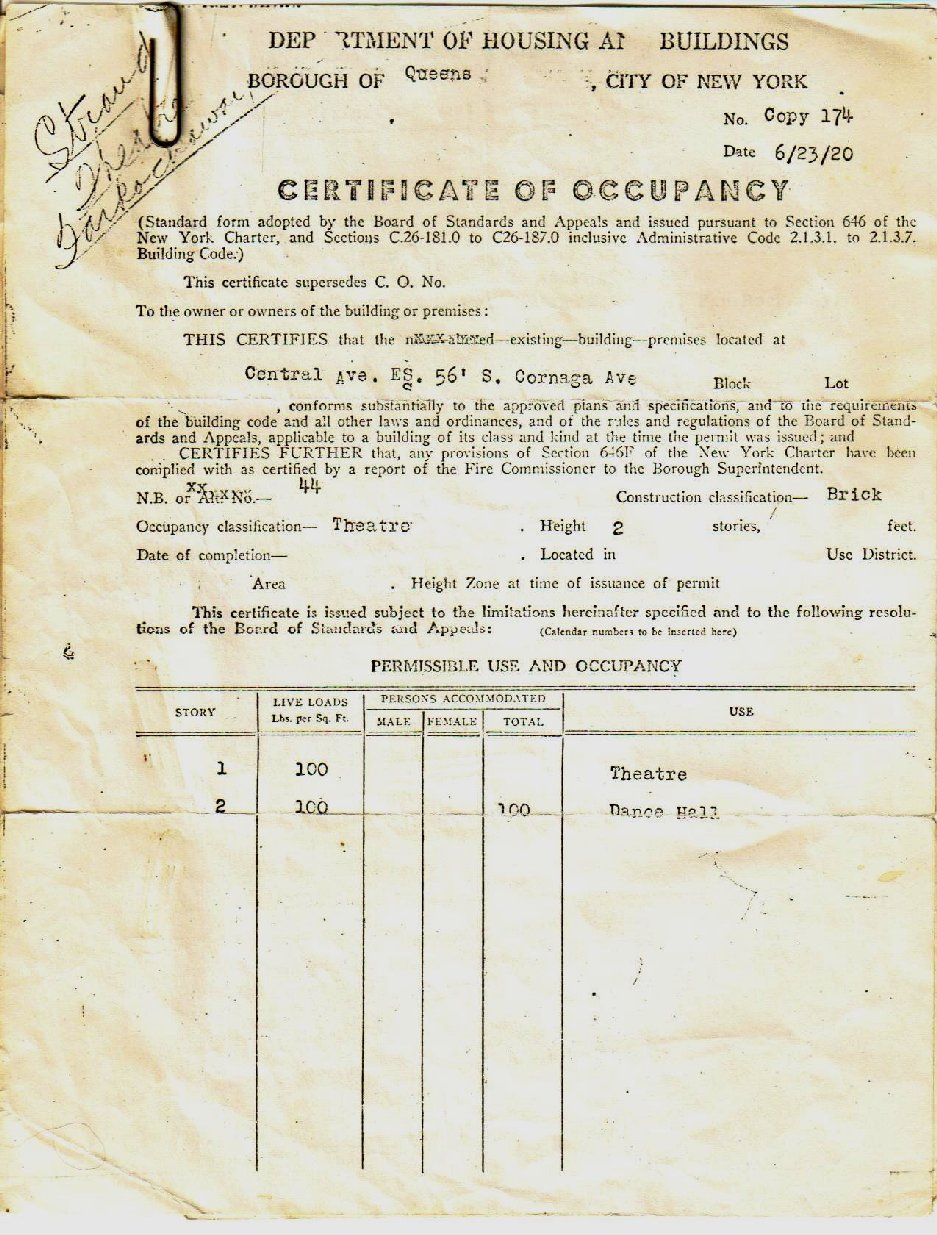 Strand
Theatre
Farkochawae,
DEP RTMENT OF HOUSING A BUILDINGS
BOROUGH OF Queens , CITY OF NEW YORK
No. Copy 174
Date 6/23/20
CERTIFICATE OF OCCUPANCY
(Standard form adopted by the Board of Standards and Appeals and issued pursuant to Section 646 of the
New York Charter, and Sections C.26-181.0 to C26-187.0 inclusive Administrative Code 2.1.3.1. to 2.1.3.7.
Building Code.)
This certificate supersedes C. O. No.
To the owner or owners of the building or premises:
THIS CERTIFIES that the existing—building—premises located at
Central Ave. ES. 56' S. Cornaga Ave Block Lot
, conforms substantially to the approved plans and specifications, and to the requirements
of the building code and all other laws and ordinances, and of the rules and regulations of the Board of Stand-
ards and Appeals, applicable to a building of its class and kind at the time the permit was issued; and
CERTIFIES FURTHER that, any provisions of Section 646F of the New York Charter have been
complied with as certified by a report of the Fire Commissioner to the Borough Superintendent.
N.B. or Alt. No.— 44 Construction classification— Brick
Occupancy classification— Theatre . Height 2 stories, feet.
Date of completion— . Located in Use District.
Area . Height Zone at time of issuance of permit
This certificate is issued subject to the limitations hereinafter specified and to the following resolu-
tions of the Board of Standards and Appeals: (Calendar numbers to be inserted here)
PERMISSIBLE USE AND OCCUPANCY
STORY LIVE LOADS Lbs. per Sq. Ft. PERSONS ACCOMMODATED USE
MALE FEMALE TOTAL
1 100 Theatre
2 100 100 Dance Hall